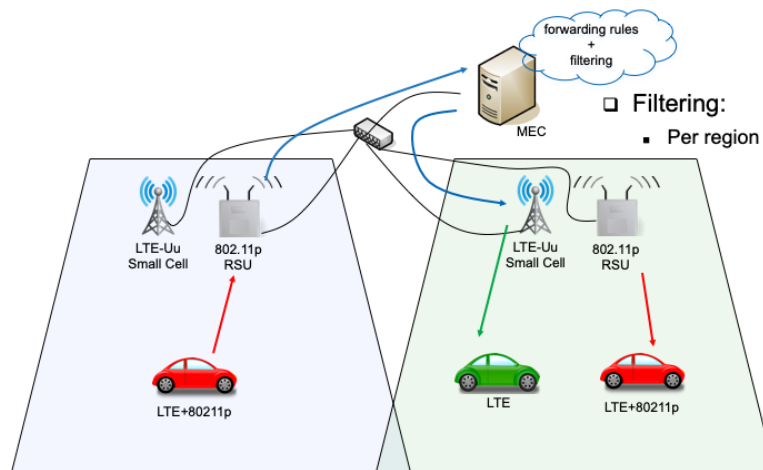 forwarding rules
+
filtering
MEC
❑ Filtering:
▪ Per region
LTE-Uu
Small Cell
802.11p
RSU
LTE-Uu
Small Cell
802.11p
RSU
LTE+80211p
LTE
LTE+80211p